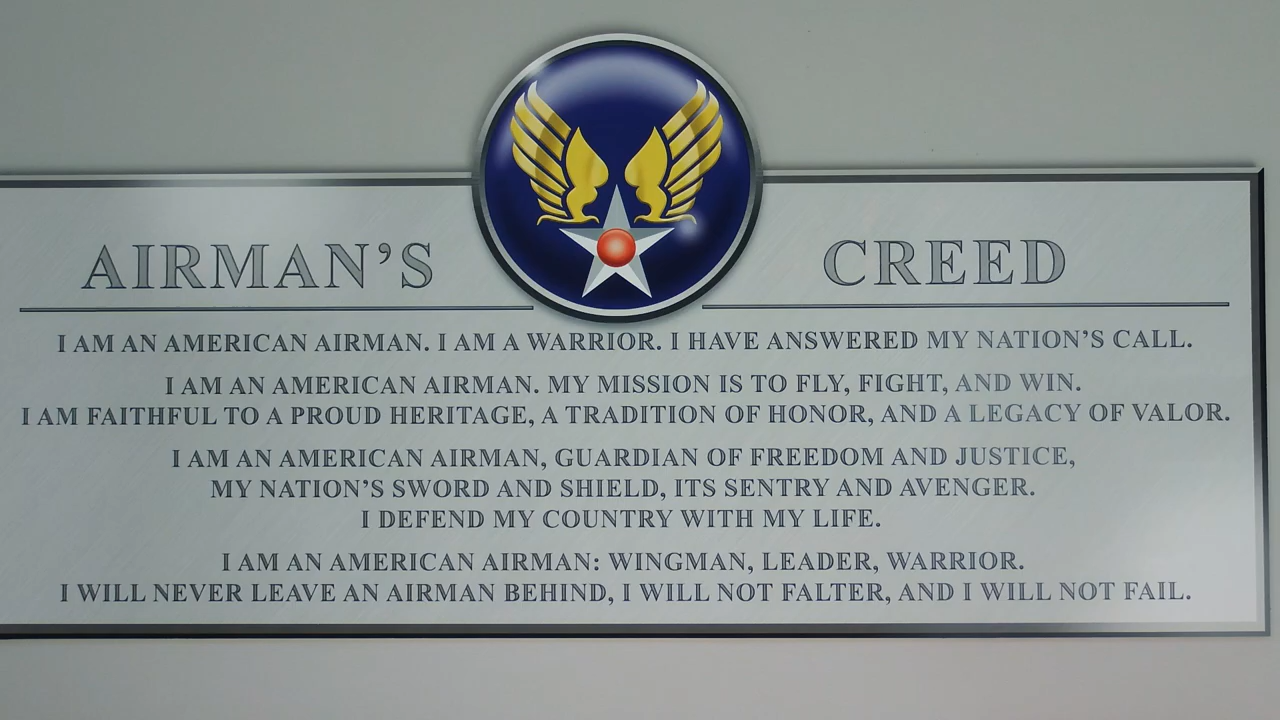 AIRMAN'S CREED
I AM AN AMERICAN AIRMAN. I AM A WARRIOR. I HAVE ANSWERED MY NATION'S CALL.
I AM AN AMERICAN AIRMAN. MY MISSION IS TO FLY, FIGHT, AND WIN.
I AM FAITHFUL TO A PROUD HERITAGE, A TRADITION OF HONOR, AND A LEGACY OF VALOR.
I AM AN AMERICAN AIRMAN, GUARDIAN OF FREEDOM AND JUSTICE,
MY NATION'S SWORD AND SHIELD, ITS SENTRY AND AVENGER.
I DEFEND MY COUNTRY WITH MY LIFE.
I AM AN AMERICAN AIRMAN: WINGMAN, LEADER, WARRIOR.
I WILL NEVER LEAVE AN AIRMAN BEHIND, I WILL NOT FALTER, AND I WILL NOT FAIL.